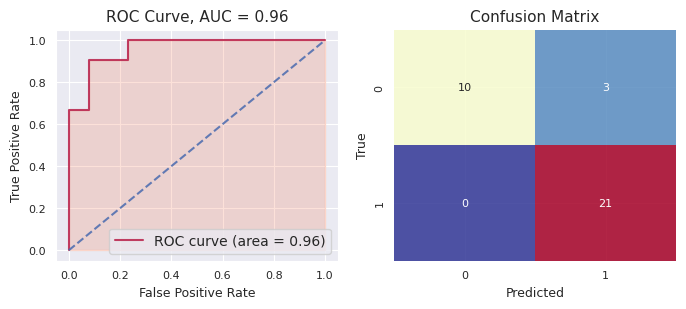 ROC Curve, AUC = 0.96
1.0
0.8
0.6
0.4
0.2
0.0
True Positive Rate
ROC curve (area = 0.96)
0.0 0.2 0.4 0.6 0.8 1.0
False Positive Rate
Confusion Matrix
True
0
10 3
1
0 21
0 1
Predicted